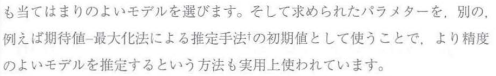 も当てはまりのよいモデルを選びます。そして求められたパラメターを，別の，
例えば期待値–最大化法による推定手法†の初期値として使うことで，より精度
のよいモデルを推定するという方法も実用上使われています。